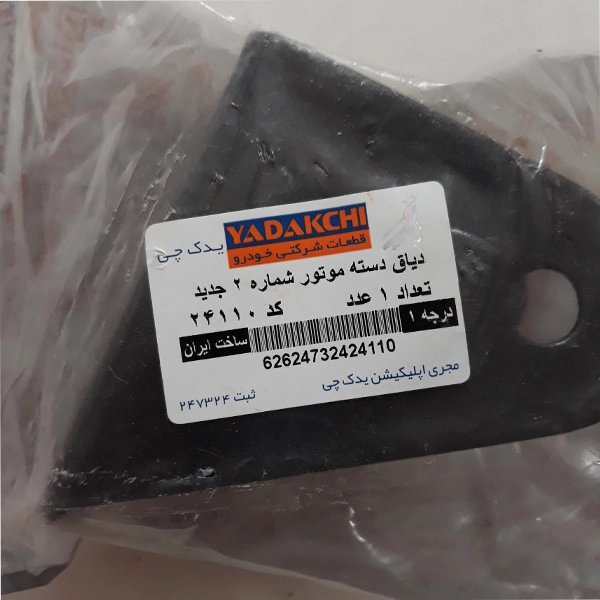 YADAKCHI
قطعات شرکتی خودرو
یدک چی
دیاق دسته موتور شماره ۲ جدید
تعداد ۱ عدد کد ۲۴۱۱۰
درجه ۱
ساخت ایران
62624732424110
مجری اپلیکیشن یدک چی
ثبت ۲۴۷۳۲۴